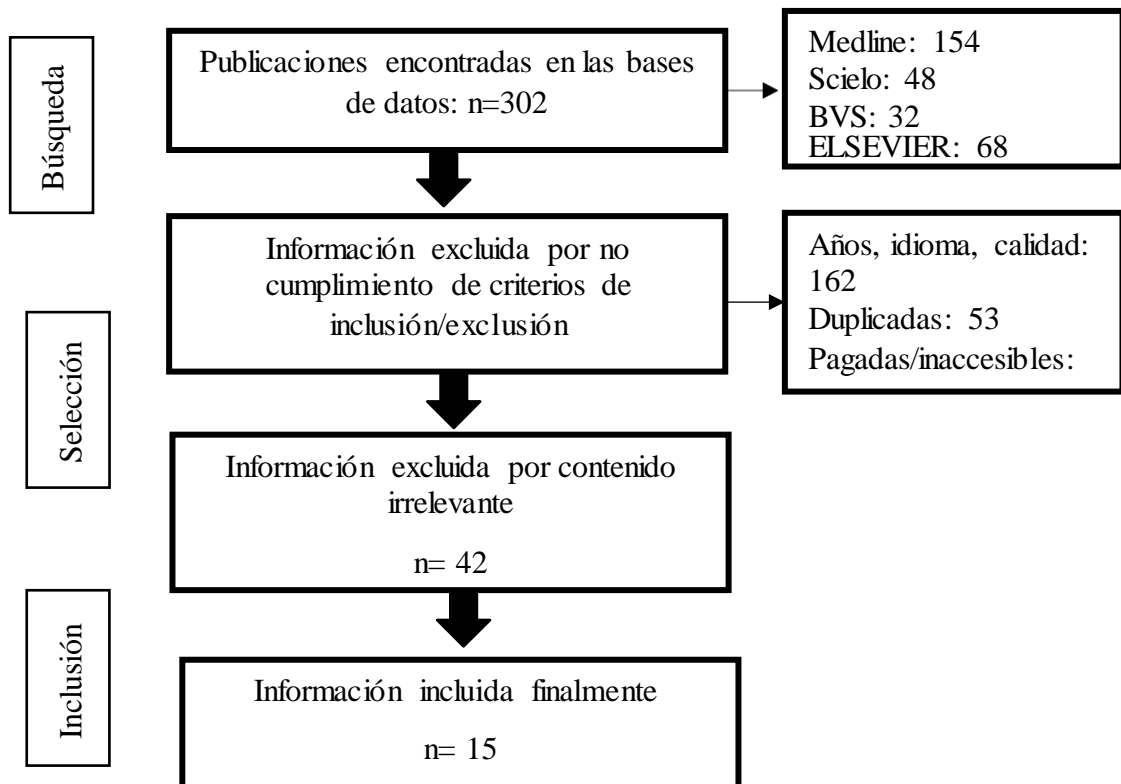 Búsqueda
Publicaciones encontradas en las bases
de datos: n=302
Medline: 154
Scielo: 48
BVS: 32
ELSEVIER: 68
Selección
Información excluida por no
cumplimiento de criterios de
inclusión/exclusión
Años, idioma, calidad:
162
Duplicadas: 53
Pagadas/inaccesibles:
Información excluida por contenido
irrelevante
n= 42
Inclusión
Información incluida finalmente
n= 15